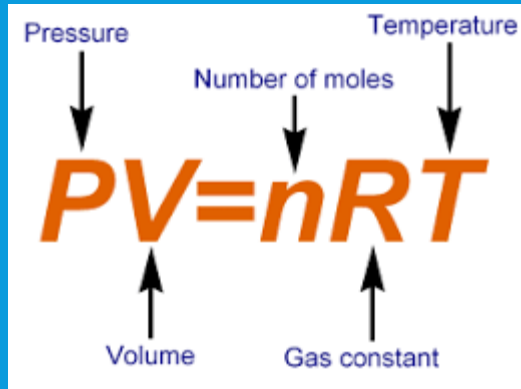 Pressure
Temperature
Number of moles
PV=nRT
Volume
Gas constant